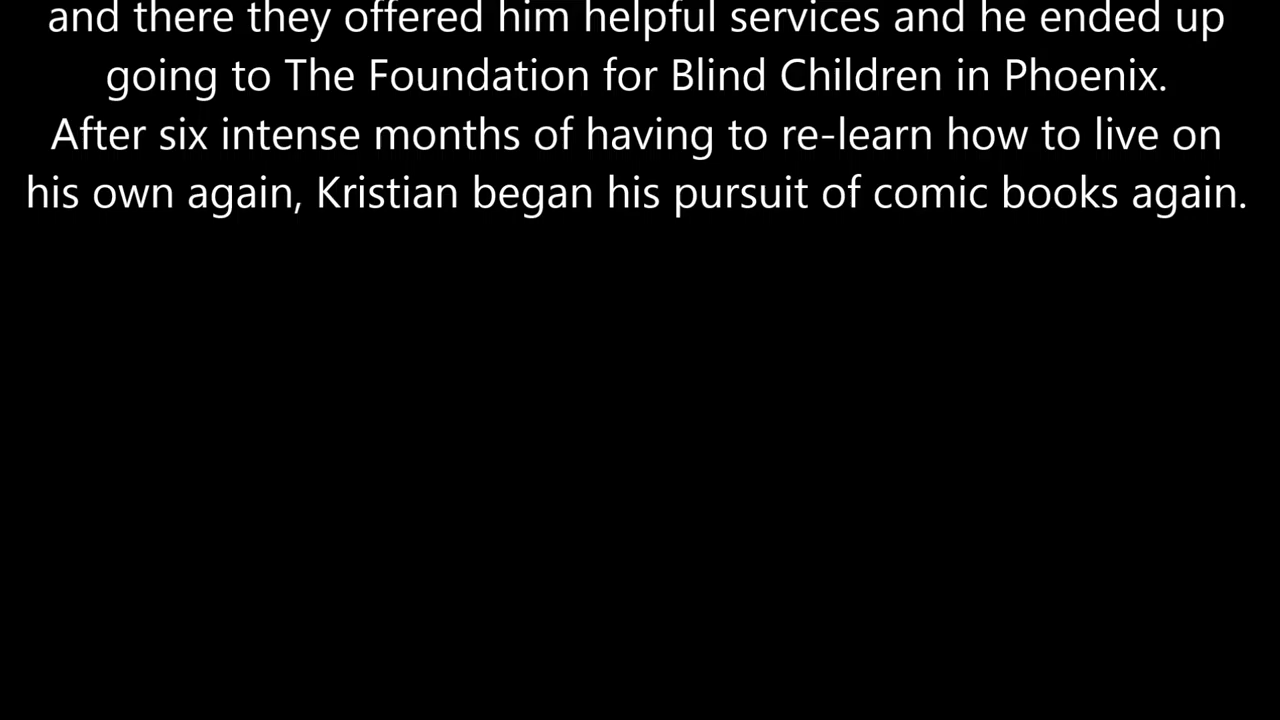 and there they offered him helpful services and he ended up
going to The Foundation for Blind Children in Phoenix.
After six intense months of having to re-learn how to live on
his own again, Kristian began his pursuit of comic books again.